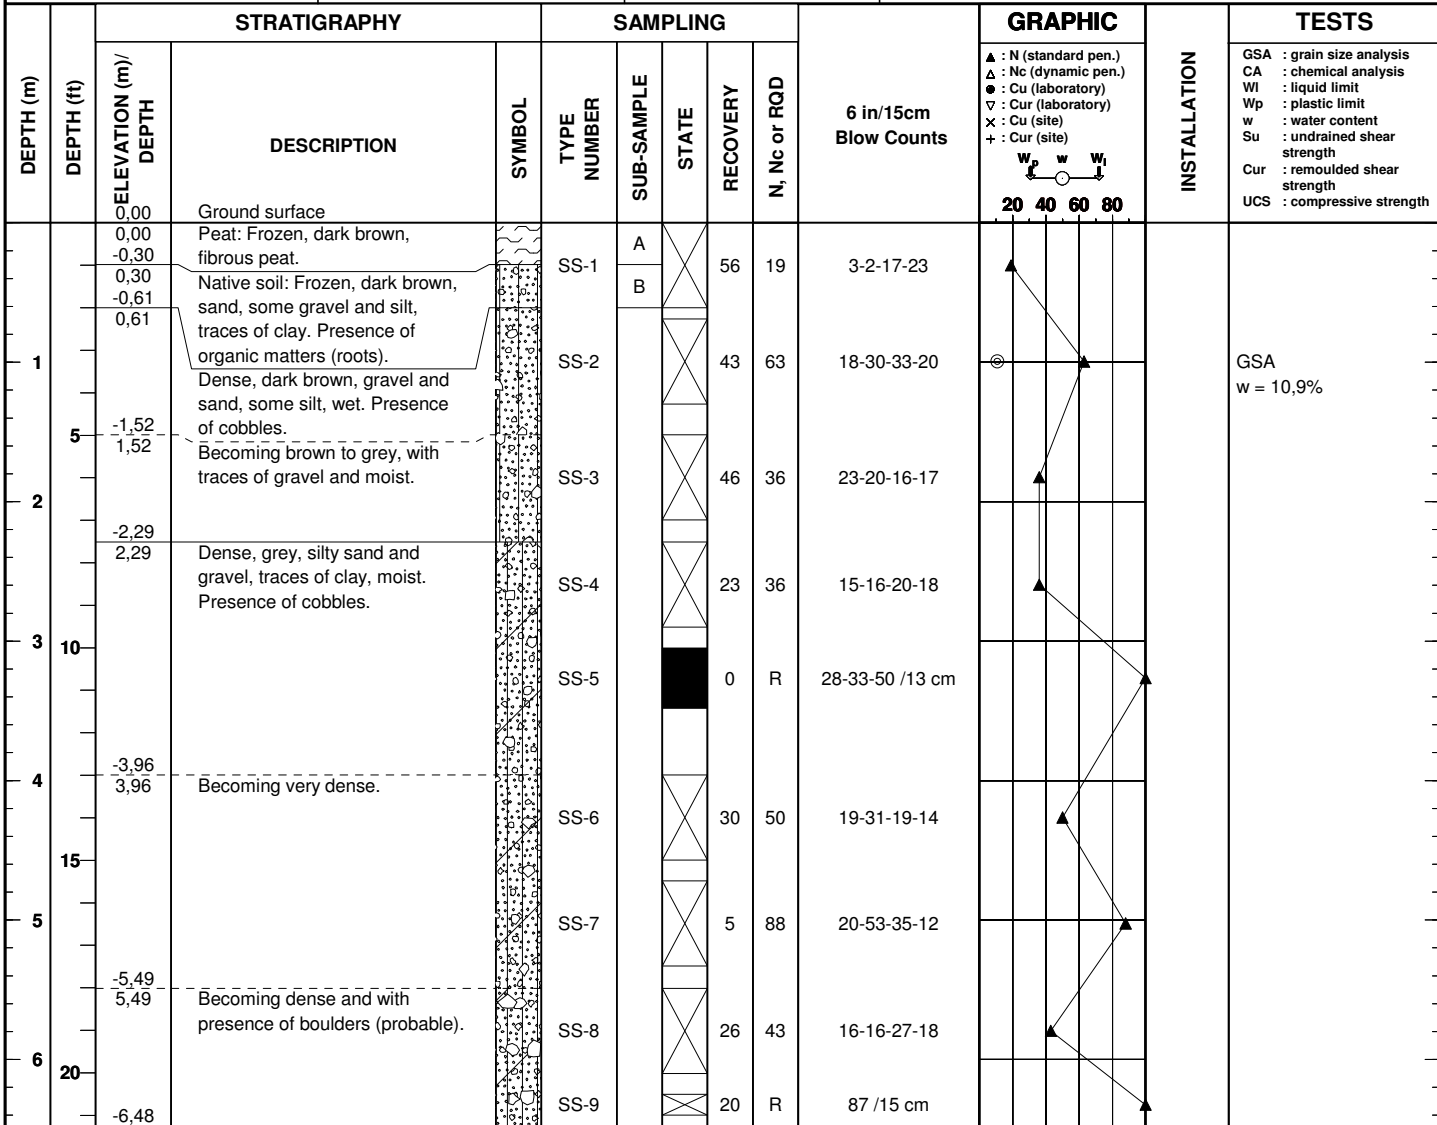 STRATIGRAPHY
SAMPLING
GRAPHIC
TESTS
DEPTH (m)
DEPTH (ft)
ELEVATION (m)/
DEPTH
DESCRIPTION
SYMBOL
TYPE
NUMBER
SUB-SAMPLE
STATE
RECOVERY
N, Nc or RQD
6 in/15cm
Blow Counts
▲ : N (standard pen.)
△ : Nc (dynamic pen.)
● : Cu (laboratory)
▽ : Cur (laboratory)
× : Cu (site)
+ : Cur (site)
Wp w Wl
20 40 60 80
INSTALLATION
GSA : grain size analysis
CA : chemical analysis
Wl : liquid limit
Wp : plastic limit
w : water content
Su : undrained shear
strength
Cur : remoulded shear
strength
UCS : compressive strength
0,00 Ground surface
0,00 Peat: Frozen, dark brown,
-0,30 fibrous peat.
A
SS-1 56 19 3-2-17-23
B
0,30 Native soil: Frozen, dark brown,
-0,61 sand, some gravel and silt,
0,61 traces of clay. Presence of
organic matters (roots).
1 SS-2 43 63 18-30-33-20 GSA
w = 10,9%
Dense, dark brown, gravel and
sand, some silt, wet. Presence
-1,52 of cobbles.
5
1,52 Becoming brown to grey, with
traces of gravel and moist.
SS-3 46 36 23-20-16-17
2
-2,29
2,29 Dense, grey, silty sand and
gravel, traces of clay, moist.
Presence of cobbles.
SS-4 23 36 15-16-20-18
3 10
SS-5 0 R 28-33-50 /13 cm
-3,96
4
3,96 Becoming very dense.
SS-6 30 50 19-31-19-14
15
5 SS-7 5 88 20-53-35-12
-5,49
5,49 Becoming dense and with
presence of boulders (probable).
SS-8 26 43 16-16-27-18
6 20
SS-9 20 R 87 /15 cm
-6,48